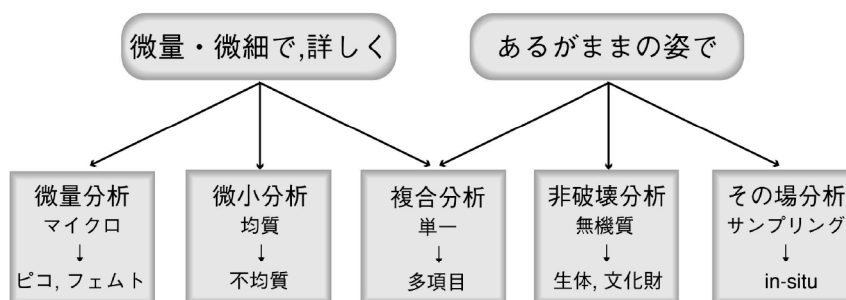 微量・微細で,詳しく
あるがままの姿で
微量分析
マイクロ
↓
ピコ, フェムト
微小分析
均質
↓
不均質
複合分析
単一
↓
多項目
非破壊分析
無機質
↓
生体, 文化財
その場分析
サンプリング
↓
in-situ